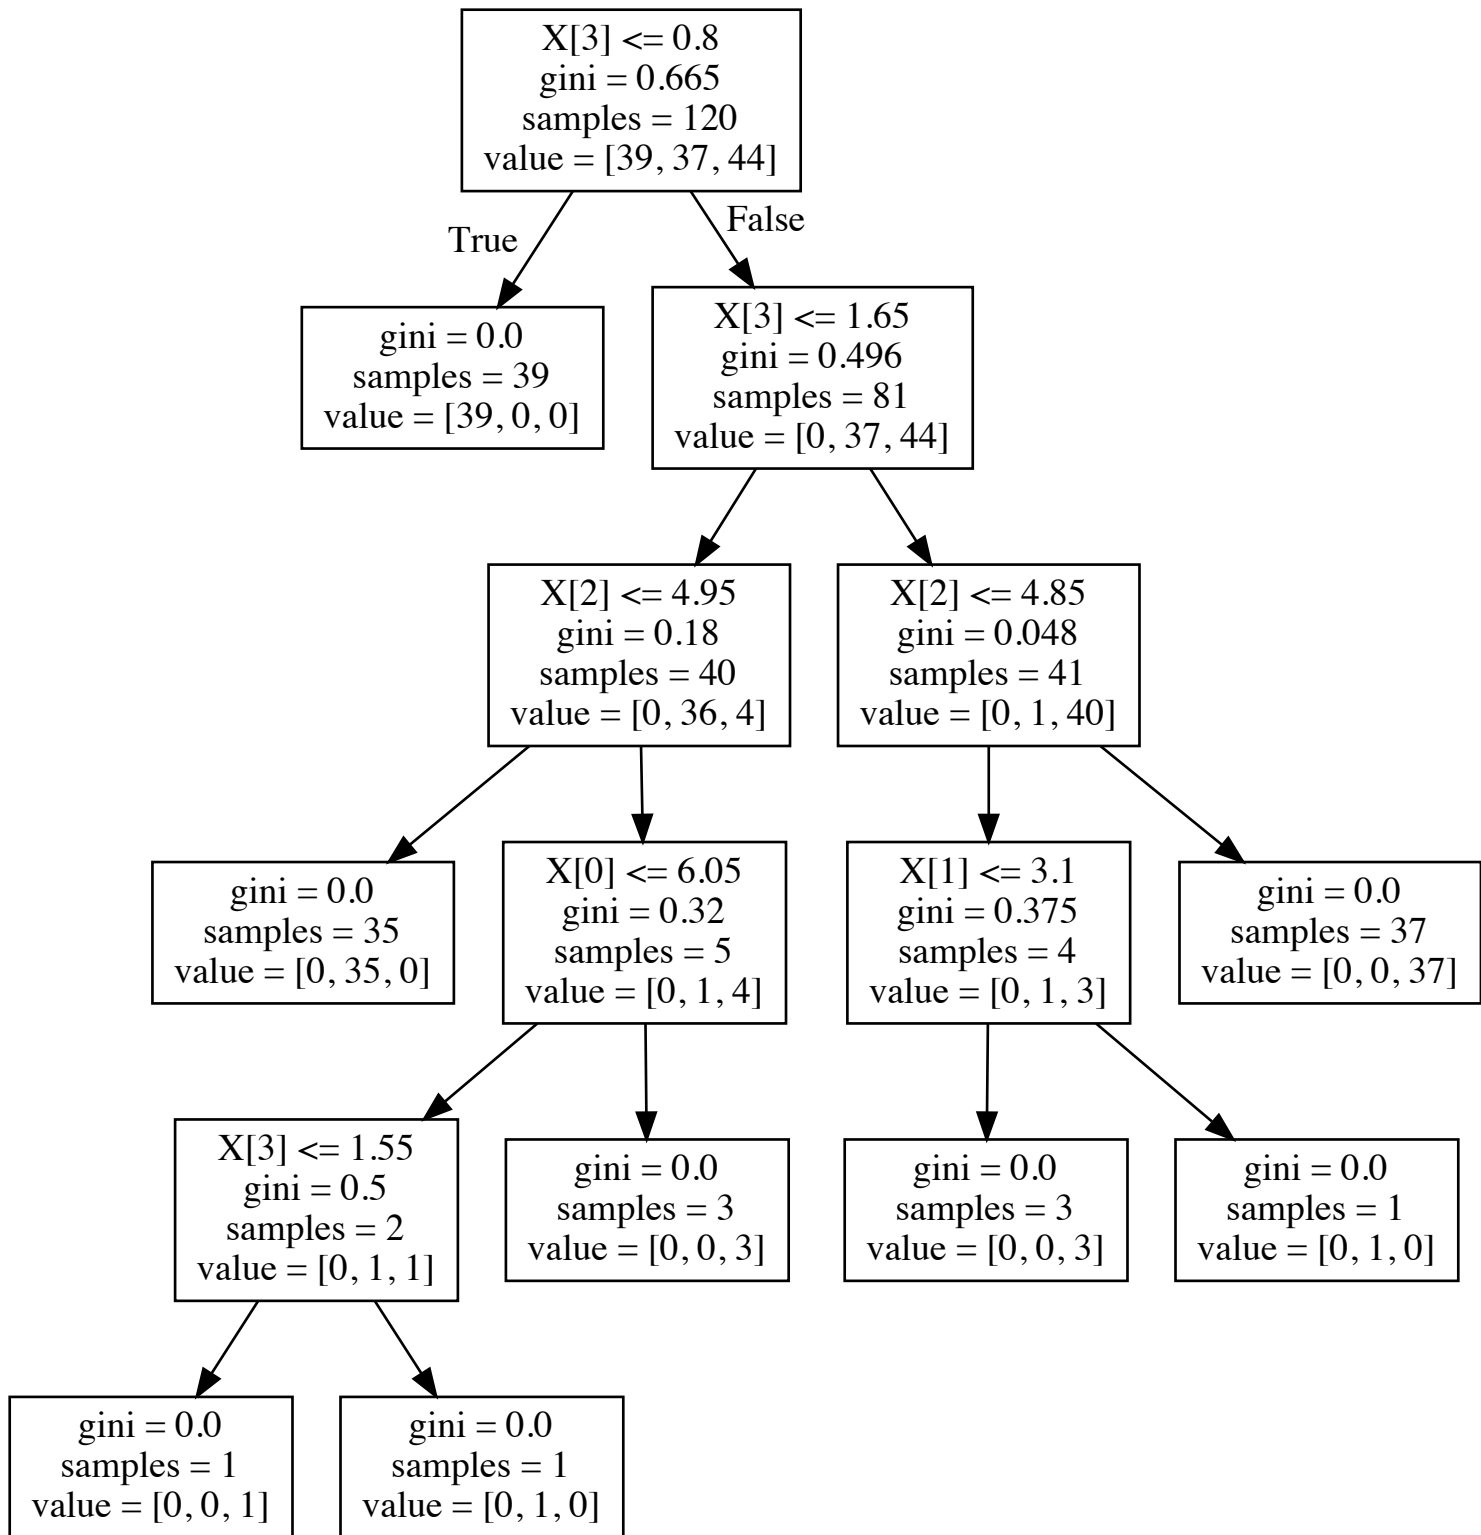 X[3] <= 0.8
gini = 0.665
samples = 120
value = [39, 37, 44]
True
False
gini = 0.0
samples = 39
value = [39, 0, 0]
X[3] <= 1.65
gini = 0.496
samples = 81
value = [0, 37, 44]
X[2] <= 4.95
gini = 0.18
samples = 40
value = [0, 36, 4]
X[2] <= 4.85
gini = 0.048
samples = 41
value = [0, 1, 40]
gini = 0.0
samples = 35
value = [0, 35, 0]
X[0] <= 6.05
gini = 0.32
samples = 5
value = [0, 1, 4]
X[1] <= 3.1
gini = 0.375
samples = 4
value = [0, 1, 3]
gini = 0.0
samples = 37
value = [0, 0, 37]
X[3] <= 1.55
gini = 0.5
samples = 2
value = [0, 1, 1]
gini = 0.0
samples = 3
value = [0, 0, 3]
gini = 0.0
samples = 3
value = [0, 0, 3]
gini = 0.0
samples = 1
value = [0, 1, 0]
gini = 0.0
samples = 1
value = [0, 0, 1]
gini = 0.0
samples = 1
value = [0, 1, 0]